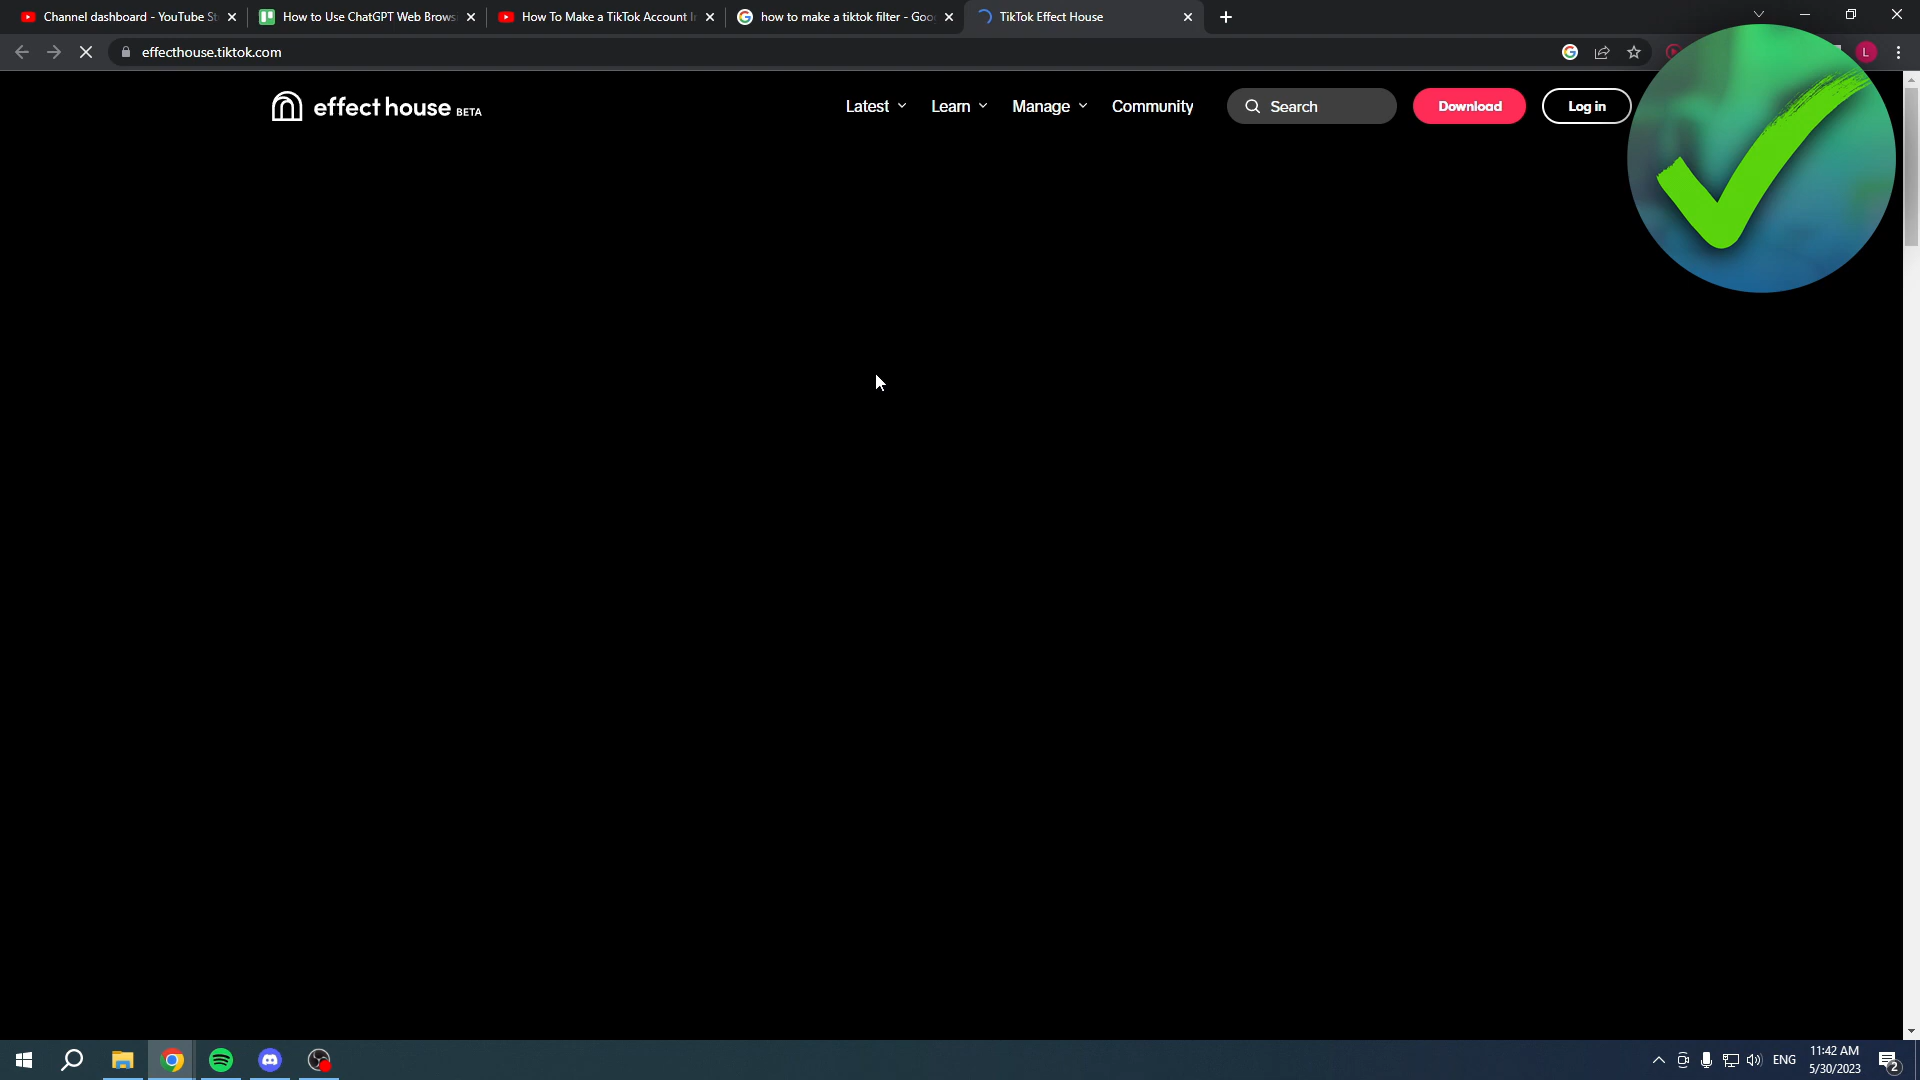 Channel dashboard - YouTube St
How to Use ChatGPT Web Brows
How To Make a TikTok Account I
how to make a tiktok filter - Goo
TikTok Effect House
effecthouse.tiktok.com
L
effect house BETA
Latest
Learn
Manage
Community
Search
Download
Log in
ENG
11:42 AM
5/30/2023
2